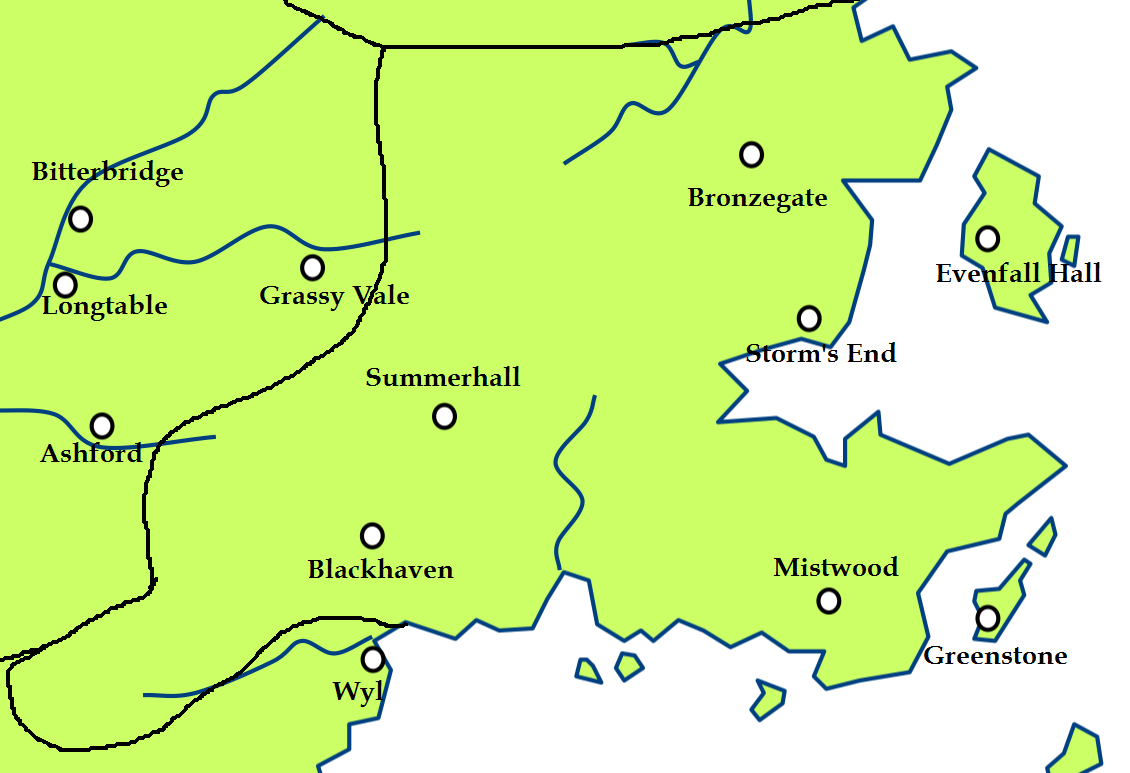 Bitterbridge
Bronzegate
Evenfall Hall
Grassy Vale
Longtable
Storm's End
Summerhall
Ashford
Blackhaven
Mistwood
Greenstone
Wyl